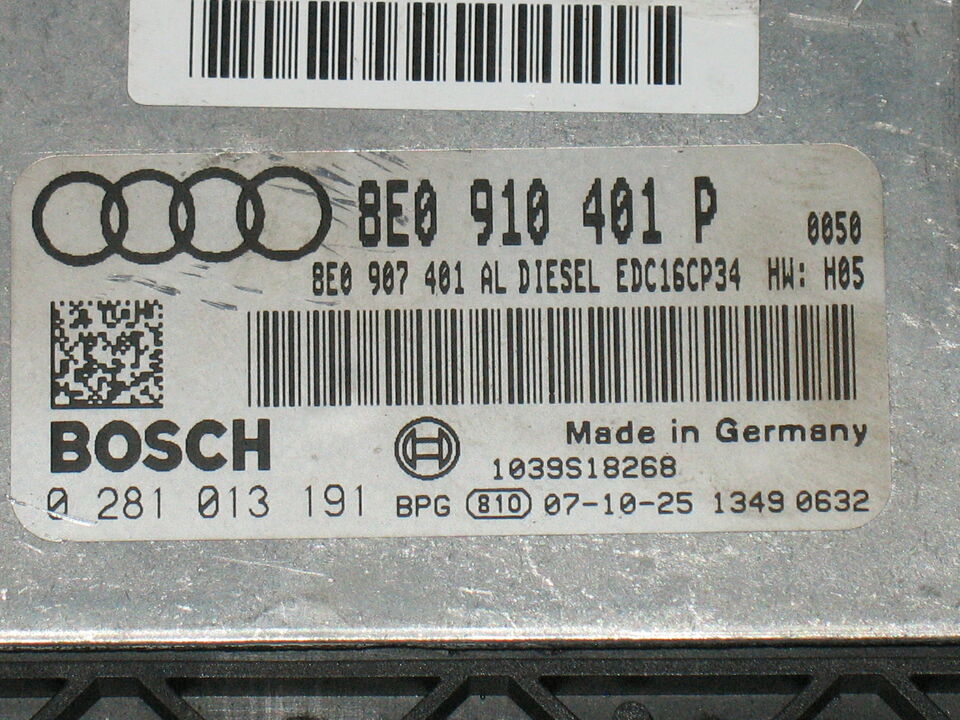 8E0 910 401 P 0050
8E0 907 401 AL DIESEL EDC16CP34 HW: H05
BOSCH
Made in Germany
1039S18268
0 281 013 191 BPG 810 07-10-25 1349 0632